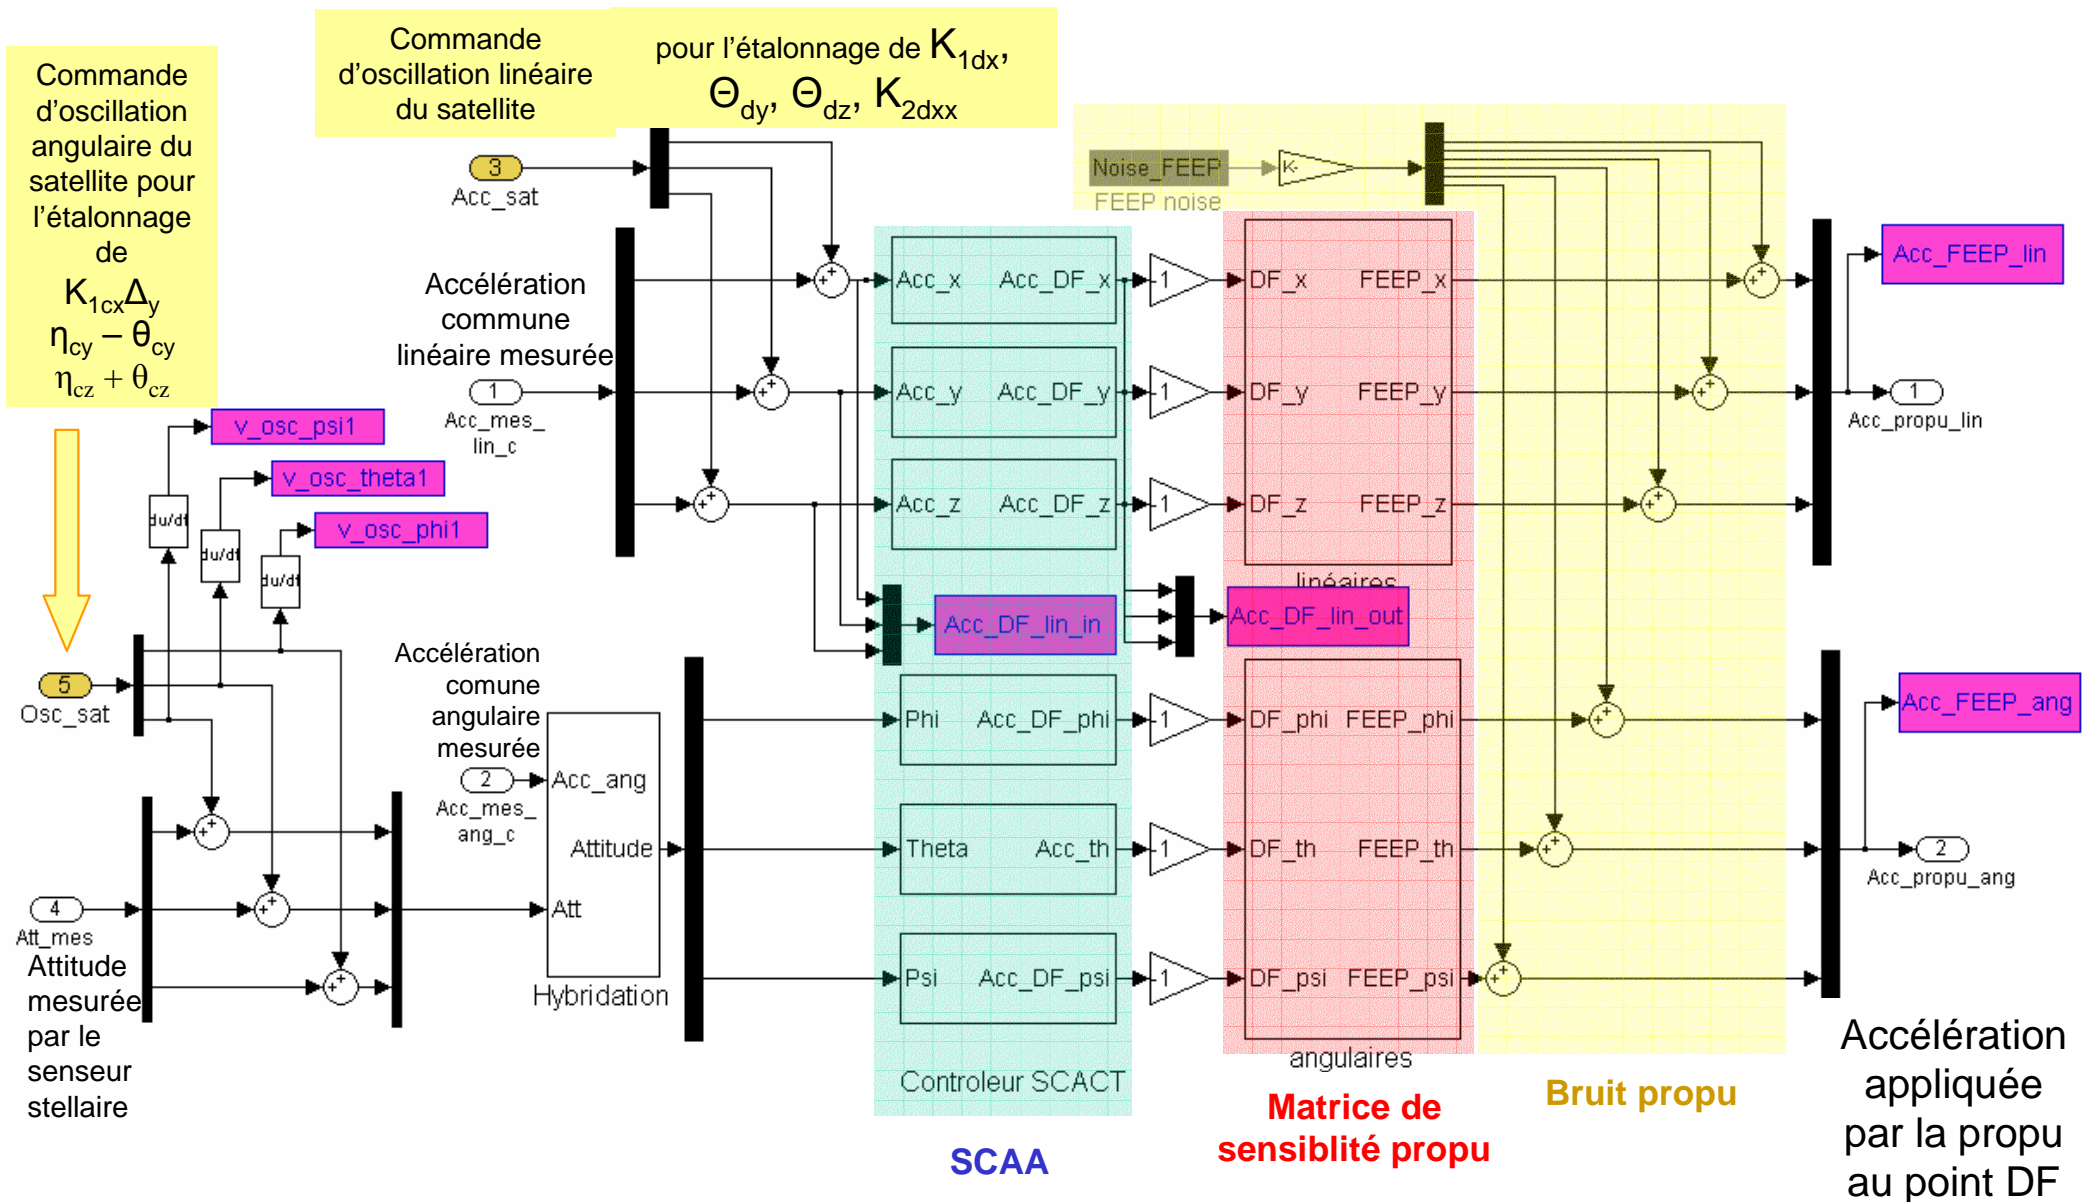 Commande
d'oscillation
angulaire du
satellite pour
l'étalonnage
de
K1cxΔy
ηcy – θcy
ηcz + θcz
Commande
d'oscillation linéaire
du satellite
pour l'étalonnage de K1dx,
Θdy, Θdz, K2dxx
3
Acc_sat
Accélération
commune
linéaire mesurée
1
Acc_mes_
lin_c
v_osc_psi1
v_osc_theta1
v_osc_phi1
du/dt
du/dt
du/dt
5
Osc_sat
4
Att_mes
Attitude
mesurée
par le
senseur
stellaire
Accélération
comune
angulaire
mesurée
2
Acc_mes_
ang_c
Acc_ang
Attitude
Att
Hybridation
Noise_FEEP
FEEP noise
K-
Acc_x Acc_DF_x
Acc_y Acc_DF_y
Acc_z Acc_DF_z
-1
-1
-1
DF_x FEEP_x
DF_y FEEP_y
DF_z FEEP_z
linéaires
Acc_DF_lin_in
Acc_DF_lin_out
Phi Acc_DF_phi
Theta Acc_th
Psi Acc_DF_psi
-1
-1
-1
DF_phi FEEP_phi
DF_th FEEP_th
DF_psi FEEP_psi
angulaires
Controleur SCACT
SCAA
Matrice de
sensiblité propu
Bruit propu
Acc_FEEP_lin
1
Acc_propu_lin
Acc_FEEP_ang
2
Acc_propu_ang
Accélération
appliquée
par la propu
au point DF